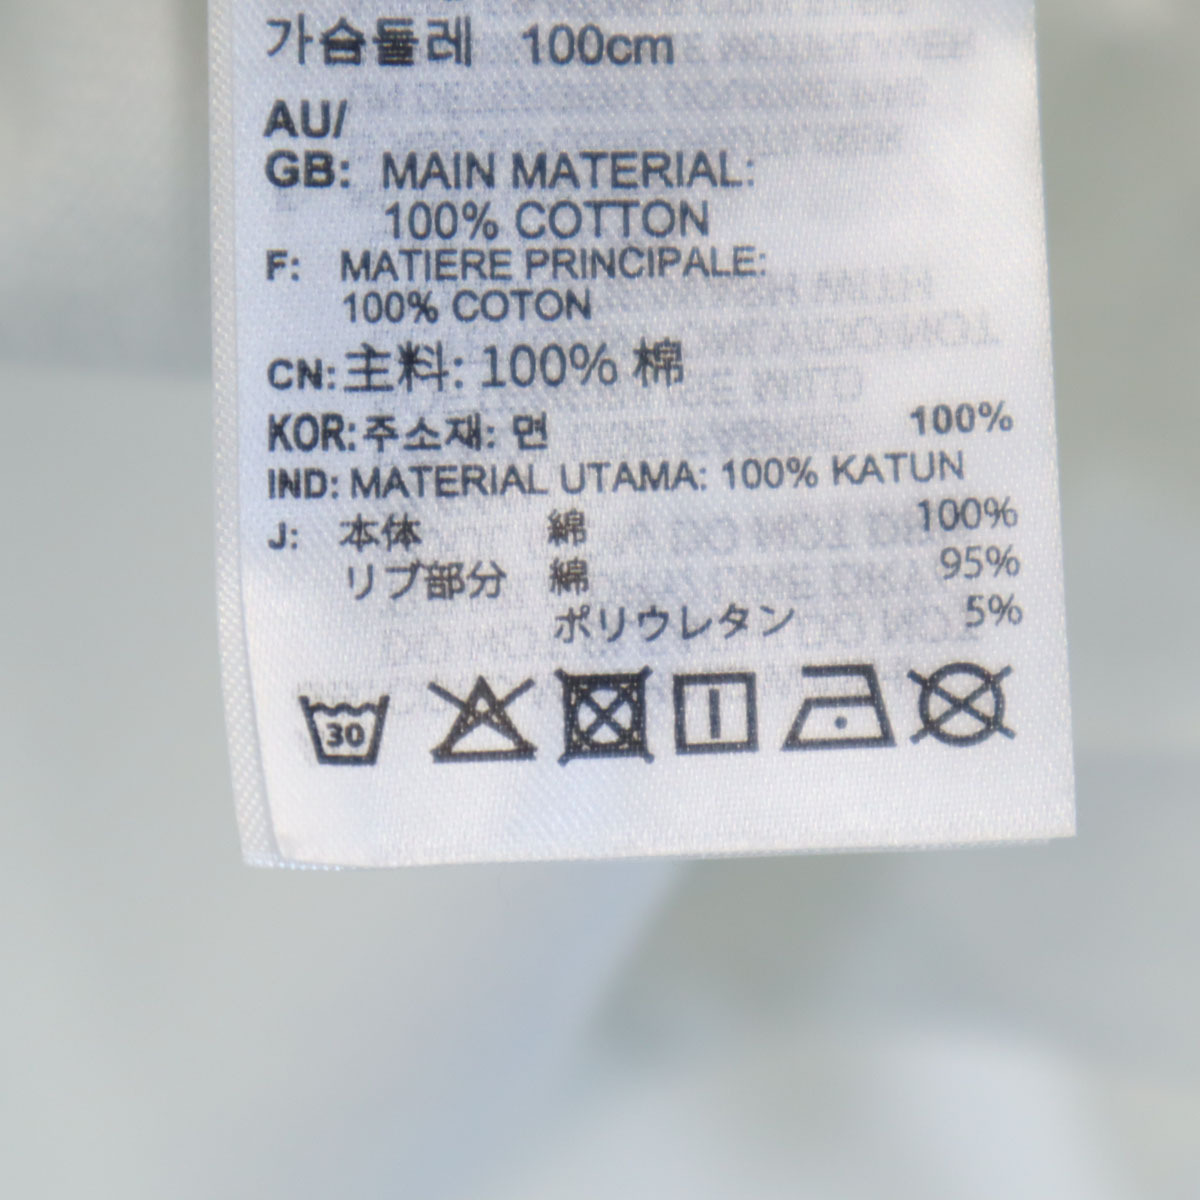 가슴둘레 100cm
AU/
GB: MAIN MATERIAL:
100% COTTON
F: MATIERE PRINCIPALE:
100% COTON
CN: 主料: 100% 棉
KOR: 주소재: 면 100%
IND: MATERIAL UTAMA: 100% KATUN
J: 本体 綿 100%
リブ部分 綿 95%
ポリウレタン 5%
30